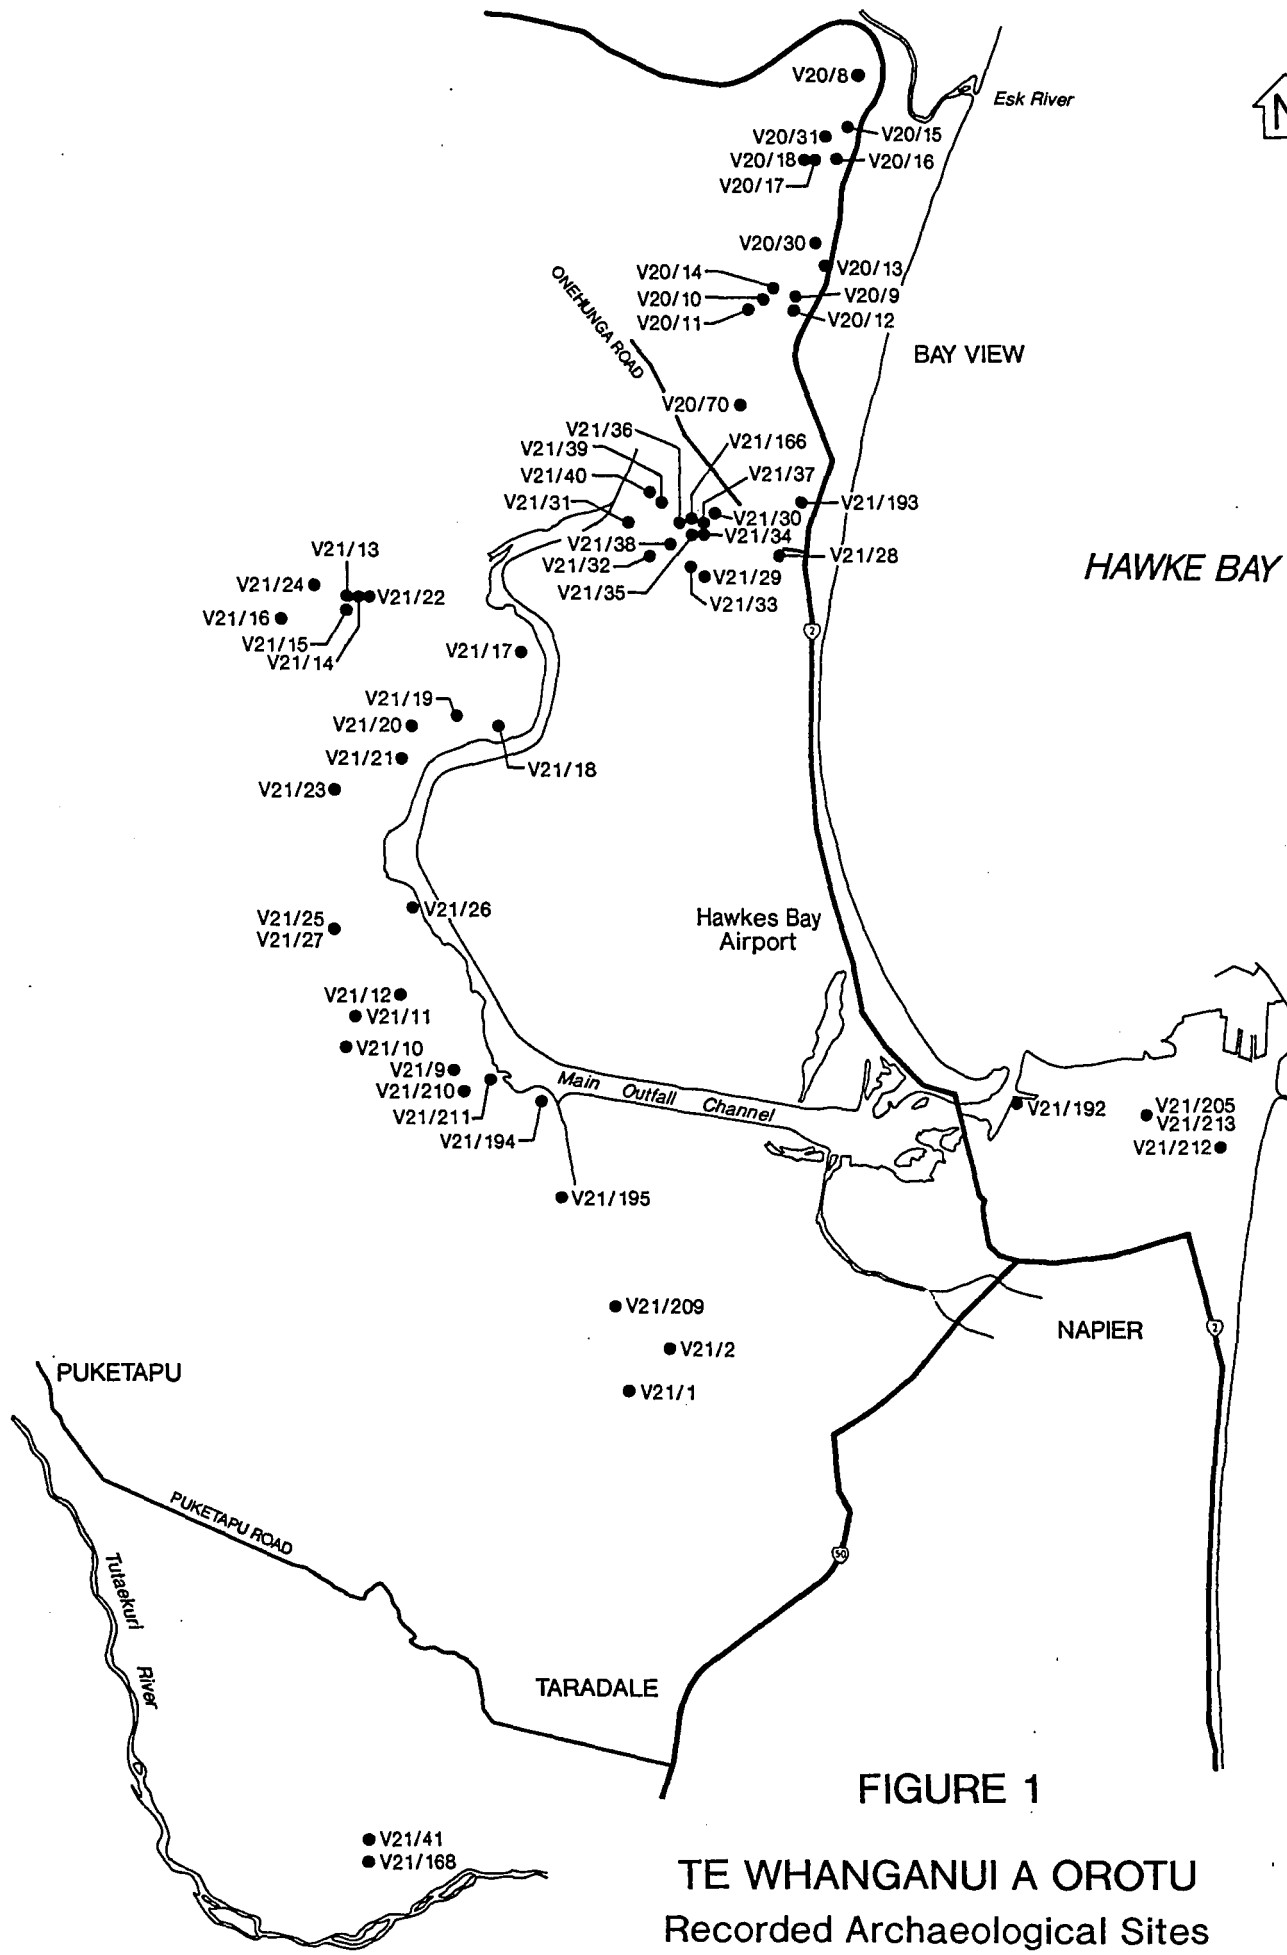 V20/8
Esk River
N
V20/31
V20/15
V20/18
V20/16
V20/17
V20/30
V20/13
V20/14
V20/10
V20/9
V20/11
V20/12
ONEHUNGA ROAD
BAY VIEW
V20/70
V21/36
V21/166
V21/39
V21/37
V21/40
V21/31
V21/193
V21/30
V21/38
V21/34
V21/32
V21/28
V21/35
V21/29
V21/33
HAWKE BAY
V21/13
V21/24
V21/22
V21/16
V21/15
V21/14
2
V21/17
V21/19
V21/20
V21/21
V21/18
V21/23
V21/26
V21/25
V21/27
Hawkes Bay
Airport
V21/12
V21/11
V21/10
V21/9
V21/210
V21/211
V21/194
Main Outfall Channel
V21/192
V21/205
V21/213
V21/212
V21/195
V21/209
V21/2
V21/1
NAPIER
2
PUKETAPU
PUKETAPU ROAD
50
Tutaekuri River
TARADALE
V21/41
V21/168
FIGURE 1
TE WHANGANUI A OROTU
Recorded Archaeological Sites